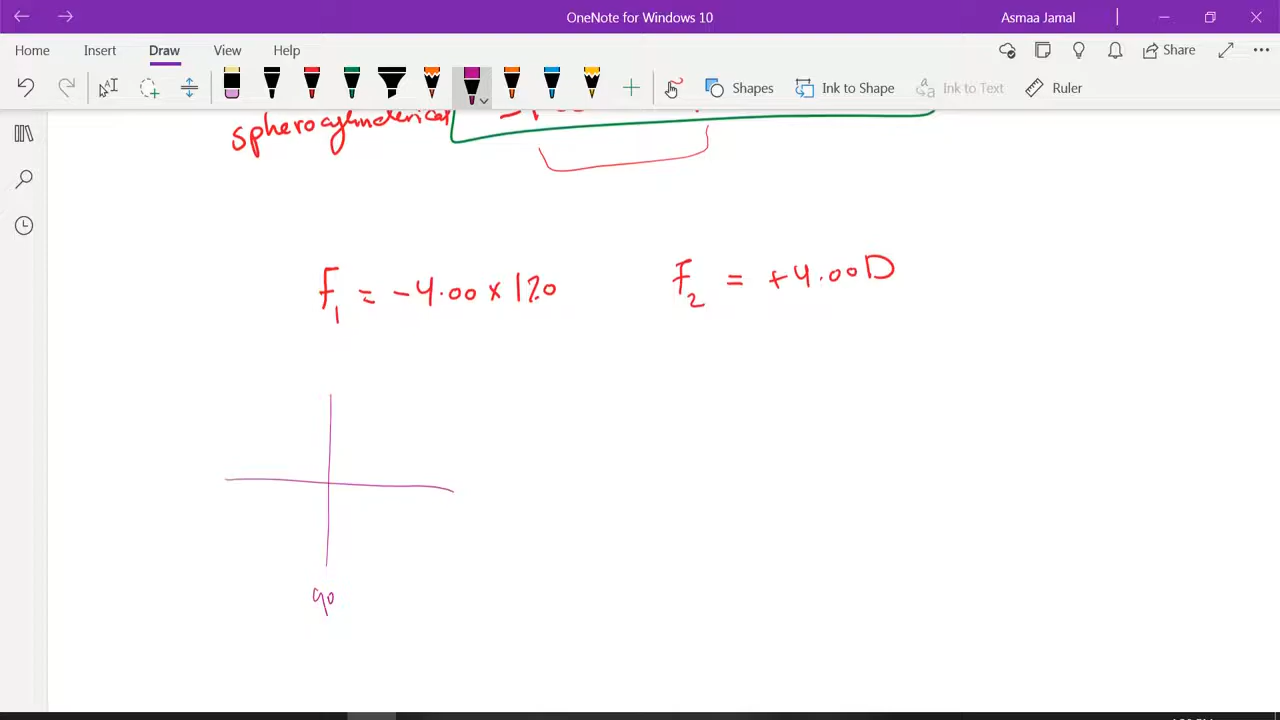 OneNote for Windows 10
Asmaa Jamal
Home Insert Draw View Help
Share
Shapes Ink to Shape Ink to Text Ruler
spherocylinderical
F1 = -4.00 x 120
F2 = +4.00D
90